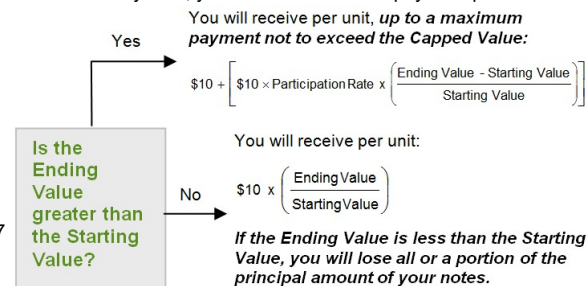 You will receive per unit, up to a maximum
payment not to exceed the Capped Value:
Yes
$10 + [$10 × Participation Rate x (Ending Value - Starting Value / Starting Value)]
Is the
Ending
Value
greater than
the Starting
Value?
No
You will receive per unit:
$10 x (Ending Value / Starting Value)
If the Ending Value is less than the Starting
Value, you will lose all or a portion of the
principal amount of your notes.